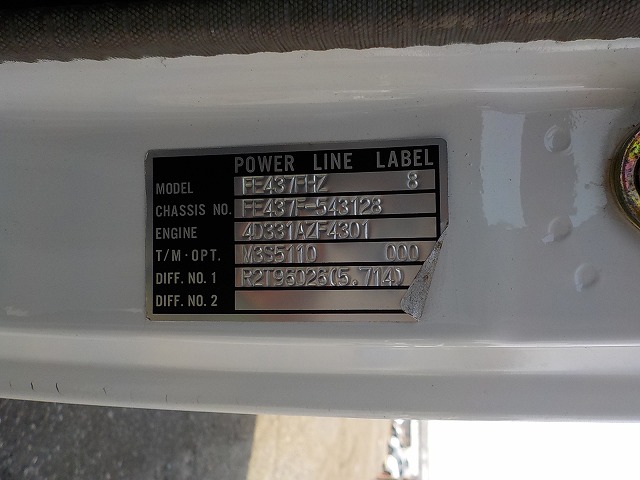 POWER LINE LABEL
MODEL FE437FHZ 8
CHASSIS NO. FE437F-543128
ENGINE 4D331AZF4301
T/M·OPT. M3S5110 000
DIFF. NO. 1 R2T96026(5.714)
DIFF. NO. 2